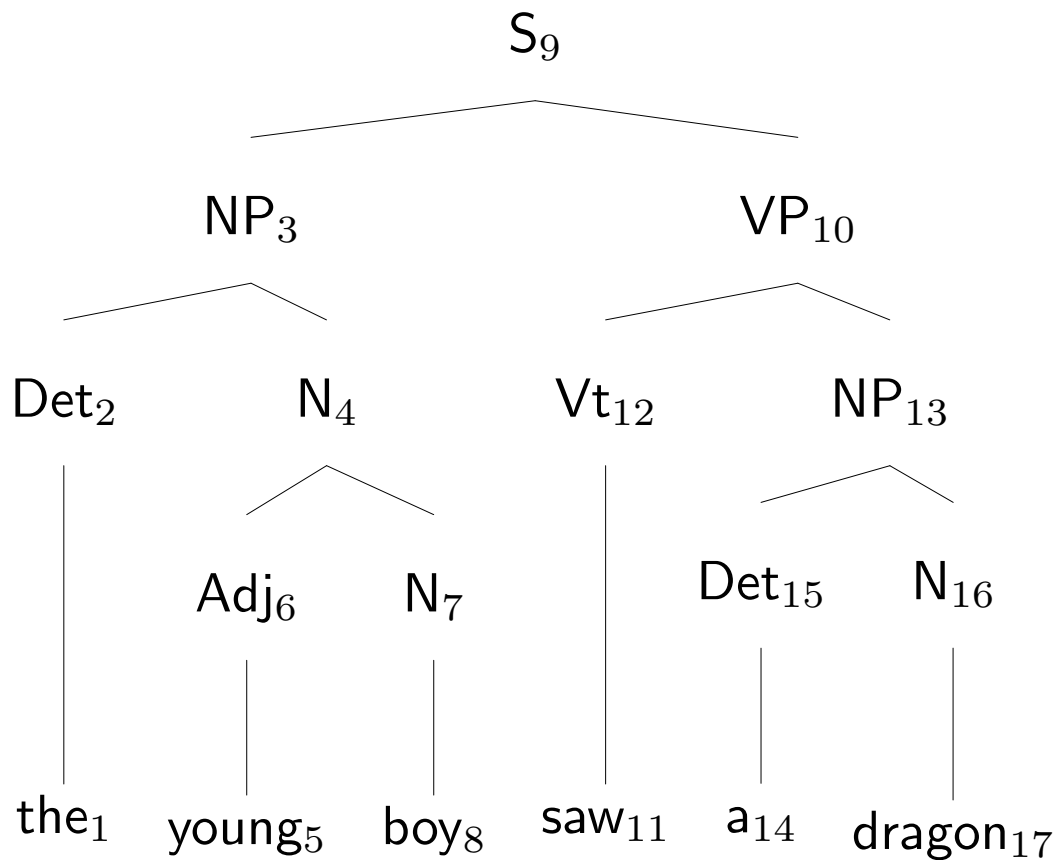 S₉
NP₃ VP₁₀
Det₂ N₄ Vt₁₂ NP₁₃
Adj₆ N₇ Det₁₅ N₁₆
the₁ young₅ boy₈ saw₁₁ a₁₄ dragon₁₇